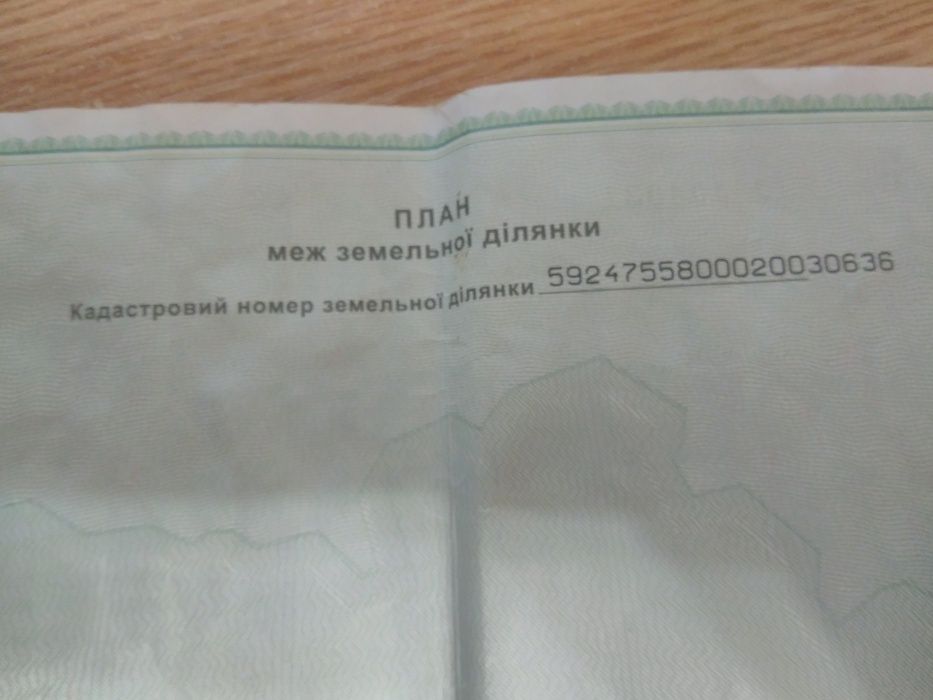 ПЛАН
меж земельної ділянки
Кадастровий номер земельної ділянки 5924755800020030636